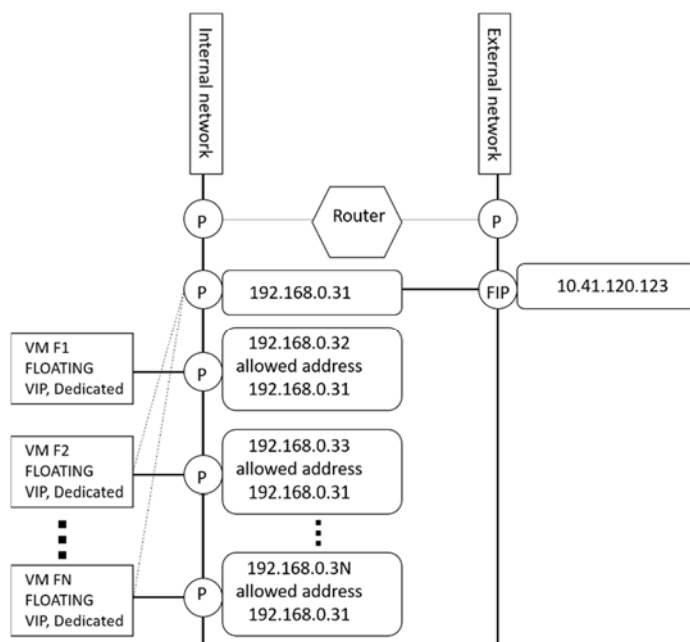 Internal network
External network
P
Router
P
P
192.168.0.31
FIP
10.41.120.123
VM F1
FLOATING
VIP, Dedicated
P
192.168.0.32
allowed address
192.168.0.31
VM F2
FLOATING
VIP, Dedicated
P
192.168.0.33
allowed address
192.168.0.31
VM FN
FLOATING
VIP, Dedicated
P
192.168.0.3N
allowed address
192.168.0.31